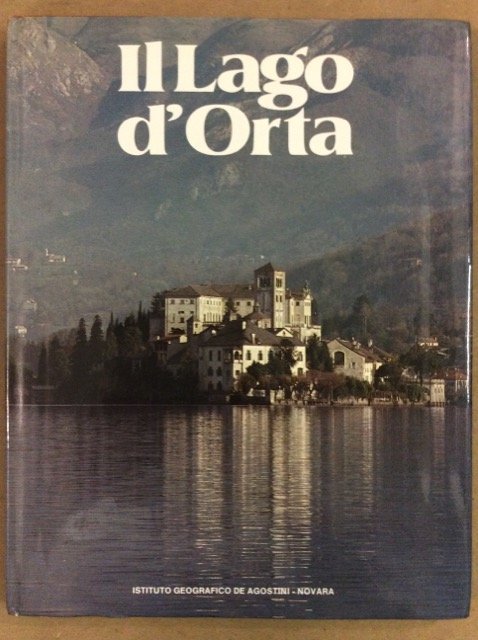 Il Lago
d'Orta
ISTITUTO GEOGRAFICO DE AGOSTINI - NOVARA